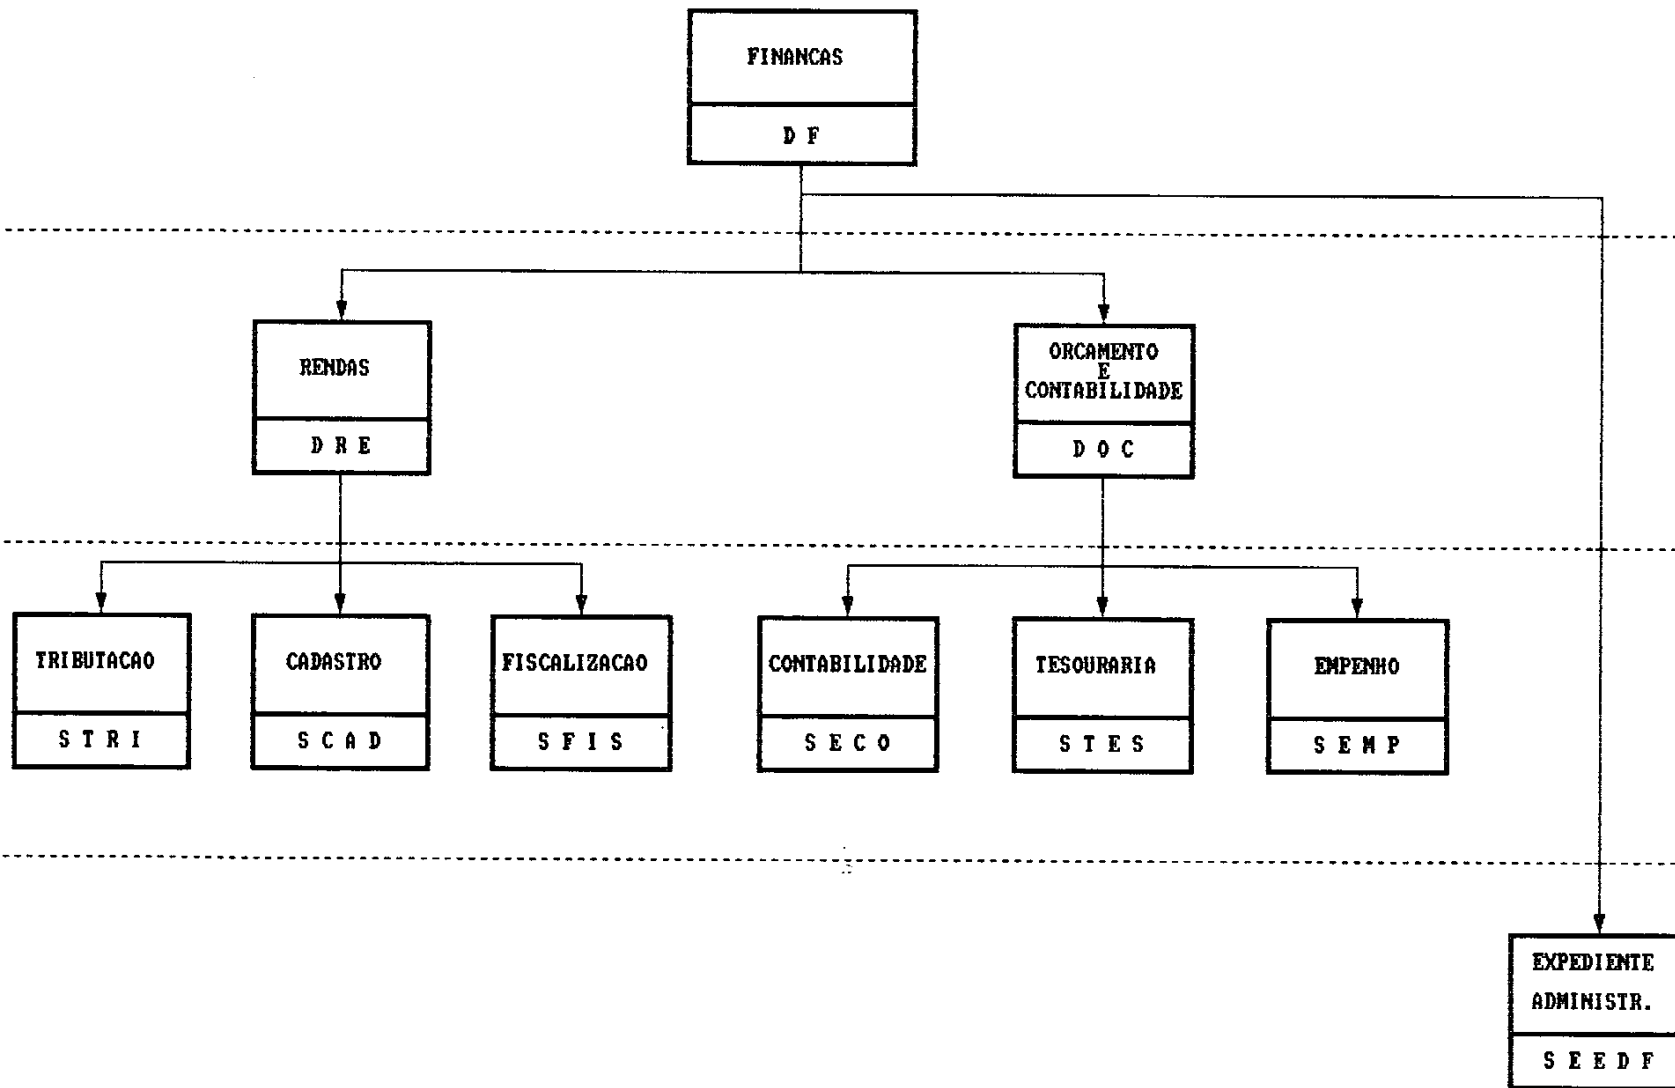 FINANCAS
D F
RENDAS
D R E
ORCAMENTO
E
CONTABILIDADE
D O C
TRIBUTACAO
S T R I
CADASTRO
S C A D
FISCALIZACAO
S F I S
CONTABILIDADE
S E C O
TESOURARIA
S T E S
EMPENHO
S E M P
EXPEDIENTE
ADMINISTR.
S E E D F